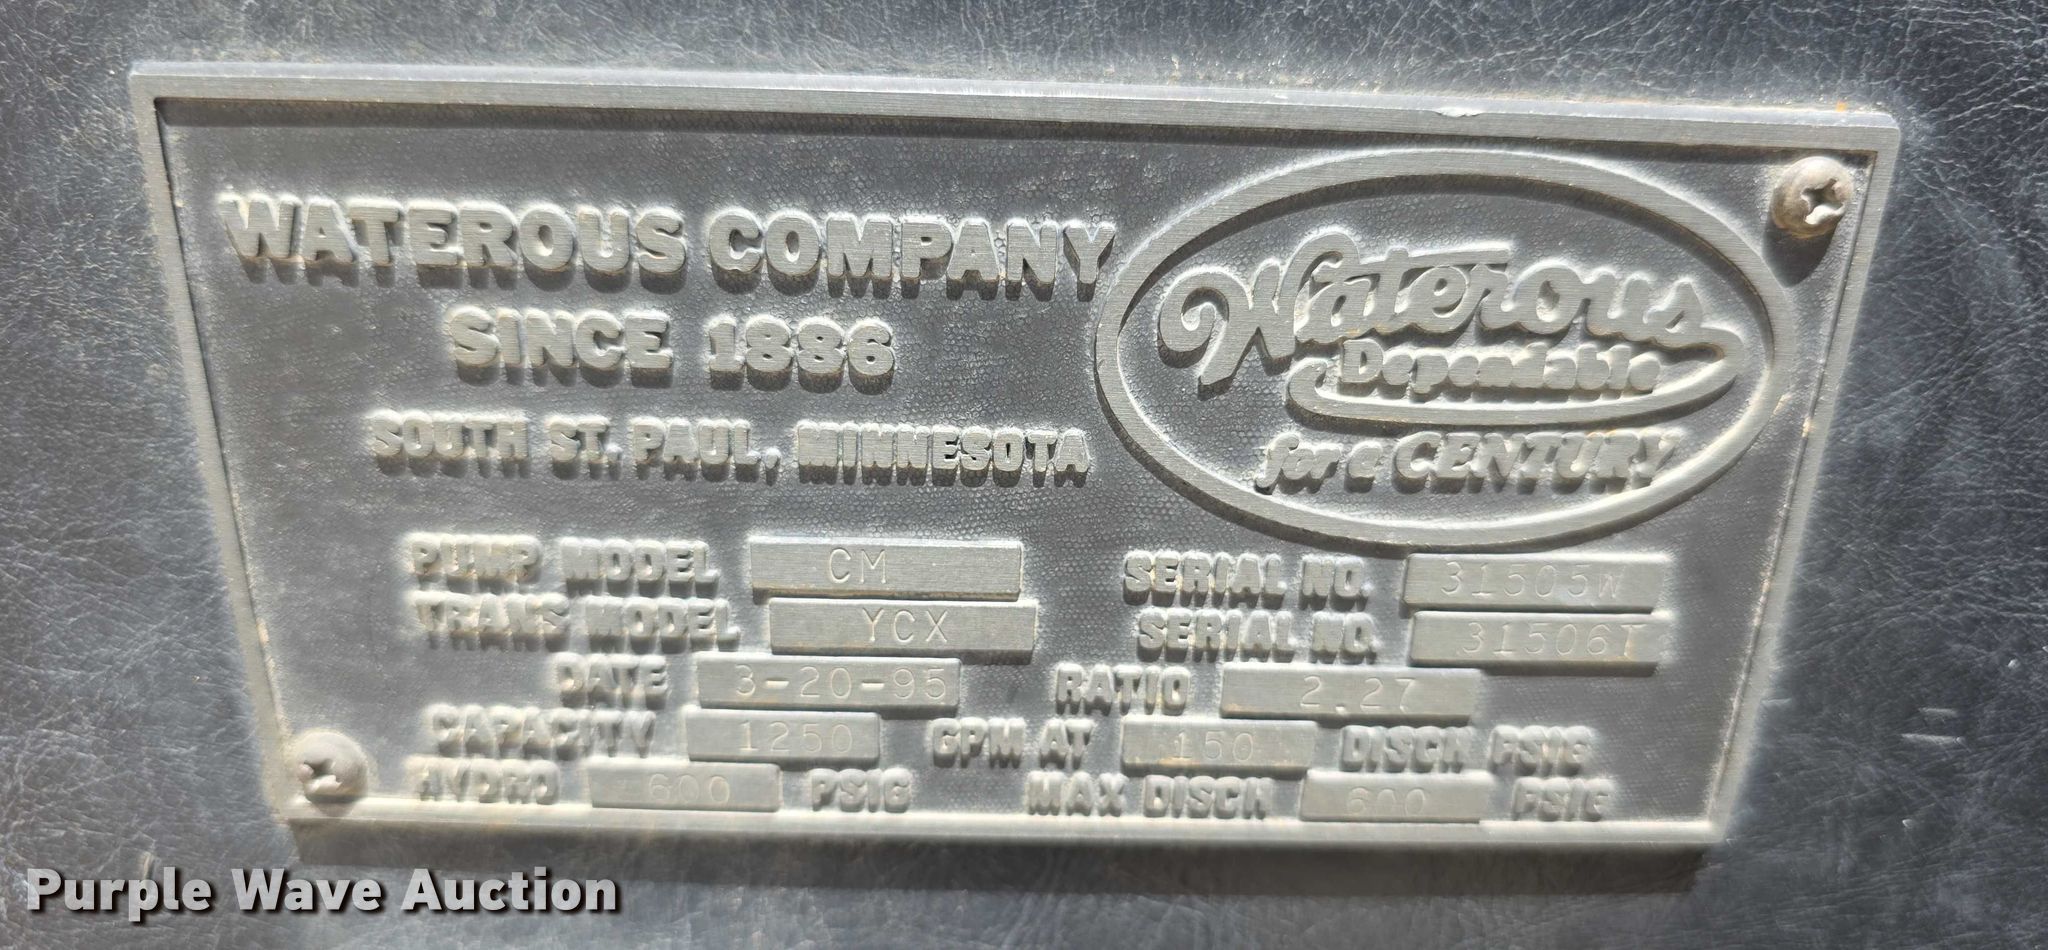 WATEROUS COMPANY
SINCE 1886
SOUTH ST. PAUL, MINNESOTA
Waterous
Dependable
for a CENTURY
PUMP MODEL CM SERIAL NO. 31505W
TRANS MODEL YCX SERIAL NO. 31506T
DATE 3-20-95 RATIO 2.27
CAPACITY 1250 GPM AT 150 DISCH PSIG
HYDRO 600 PSIG MAX DISCH 600 PSIG
Purple Wave Auction